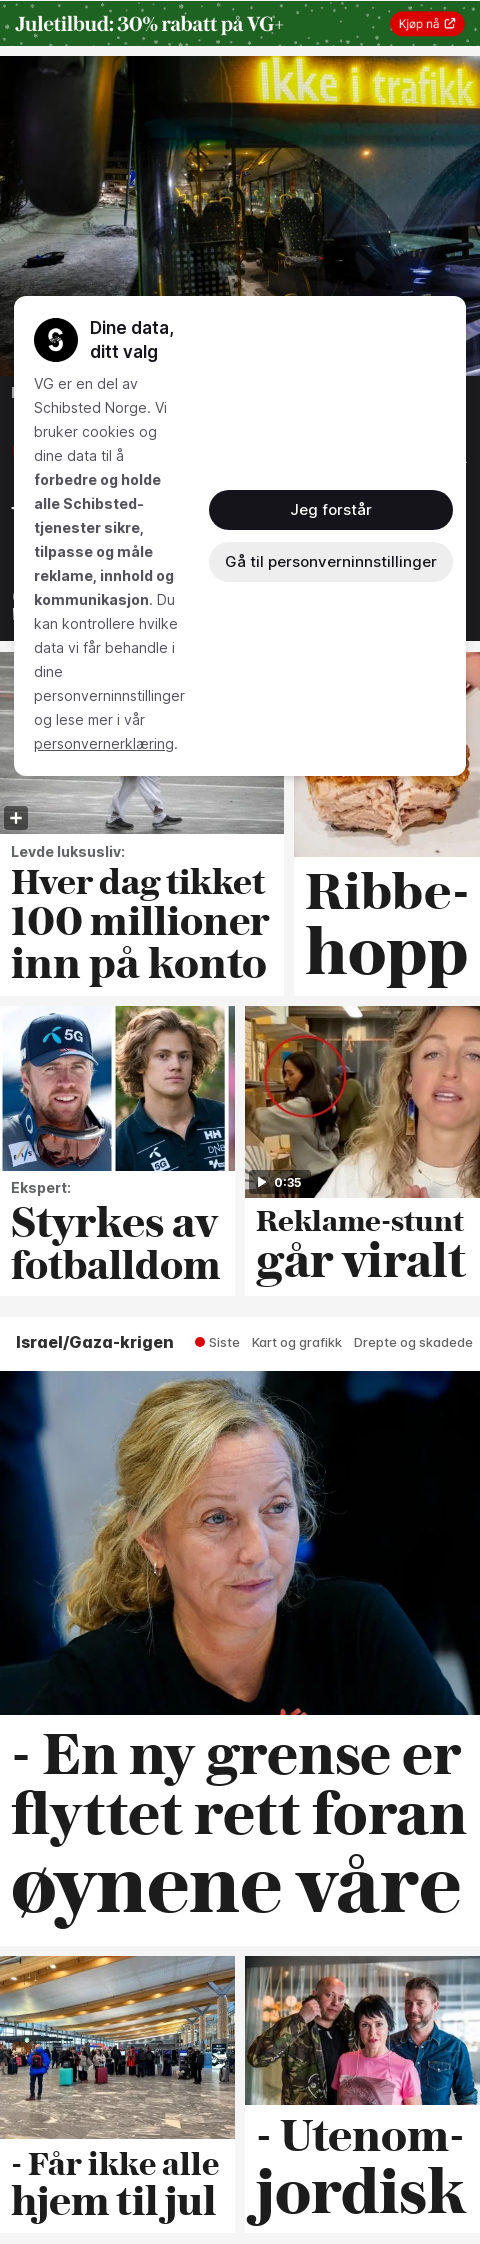 Juletilbud: 30% rabatt på VG+
Kjøp nå
Ikke i trafikk
Dine data,
ditt valg
VG er en del av
Schibsted Norge. Vi
bruker cookies og
dine data til å
forbedre og holde
alle Schibsted-
tjenester sikre,
tilpasse og måle
reklame, innhold og
kommunikasjon. Du
kan kontrollere hvilke
data vi får behandle i
dine
personverninnstillinger
og lese mer i vår
personvernerklæring.
Jeg forstår
Gå til personverninnstillinger
Levde luksusliv:
Hver dag tikket
100 millioner
inn på konto
Ribbe-
hopp
5G
HH
DNB
5G
Ekspert:
Styrkes av
fotballdom
0:35
Reklame-stunt
går viralt
Israel/Gaza-krigen
Siste Kart og grafikk Drepte og skadede
- En ny grense er
flyttet rett foran
øynene våre
- Får ikke alle
hjem til jul
- Utenom-
jordisk